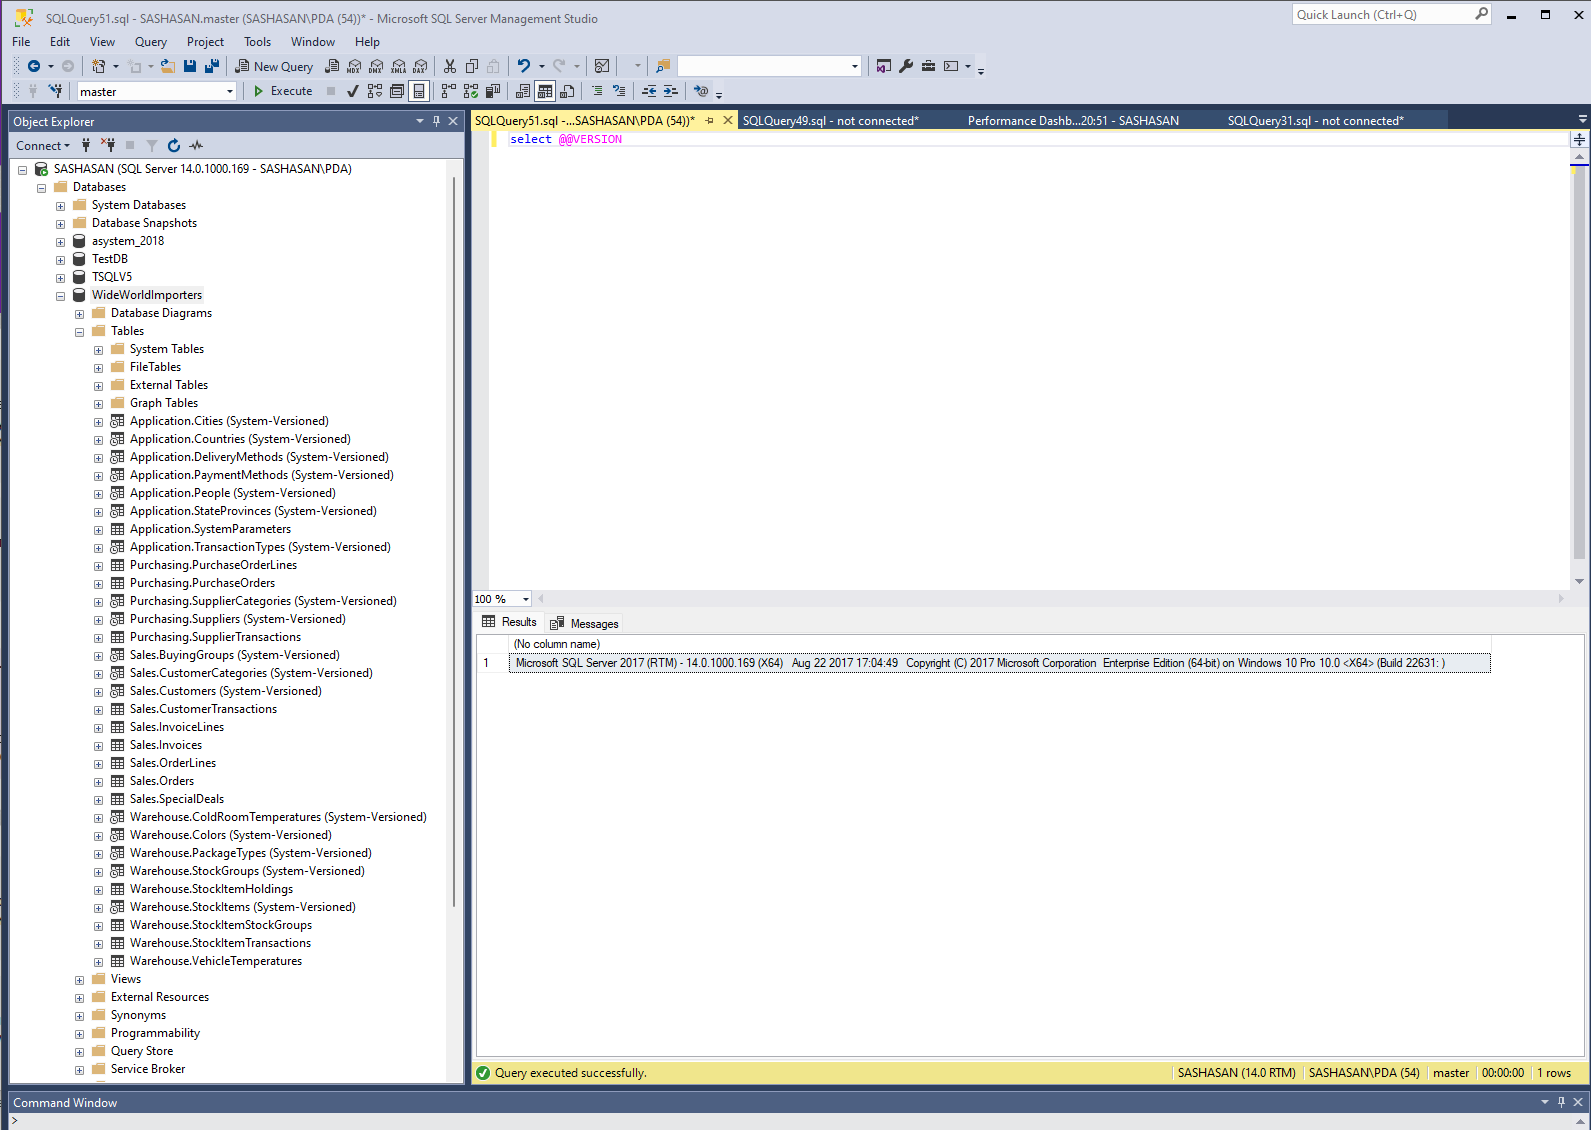 SQLQuery51.sql - SASHASAN.master (SASHASAN\PDA (54))* - Microsoft SQL Server Management Studio
Quick Launch (Ctrl+Q)
File Edit View Query Project Tools Window Help
New Query MDX DMX XMLA DAX
master Execute
Object Explorer
SQLQuery51.sql -...SASHASAN\PDA (54))* SQLQuery49.sql - not connected* Performance Dashb...20:51 - SASHASAN SQLQuery31.sql - not connected*
Connect
select @@VERSION
SASHASAN (SQL Server 14.0.1000.169 - SASHASAN\PDA)
Databases
System Databases
Database Snapshots
asystem_2018
TestDB
TSQLV5
WideWorldImporters
Database Diagrams
Tables
System Tables
FileTables
External Tables
Graph Tables
Application.Cities (System-Versioned)
Application.Countries (System-Versioned)
Application.DeliveryMethods (System-Versioned)
Application.PaymentMethods (System-Versioned)
Application.People (System-Versioned)
Application.StateProvinces (System-Versioned)
Application.SystemParameters
Application.TransactionTypes (System-Versioned)
Purchasing.PurchaseOrderLines
Purchasing.PurchaseOrders
Purchasing.SupplierCategories (System-Versioned)
Purchasing.Suppliers (System-Versioned)
Purchasing.SupplierTransactions
Sales.BuyingGroups (System-Versioned)
Sales.CustomerCategories (System-Versioned)
Sales.Customers (System-Versioned)
Sales.CustomerTransactions
Sales.InvoiceLines
Sales.Invoices
Sales.OrderLines
Sales.Orders
Sales.SpecialDeals
Warehouse.ColdRoomTemperatures (System-Versioned)
Warehouse.Colors (System-Versioned)
Warehouse.PackageTypes (System-Versioned)
Warehouse.StockGroups (System-Versioned)
Warehouse.StockItemHoldings
Warehouse.StockItems (System-Versioned)
Warehouse.StockItemStockGroups
Warehouse.StockItemTransactions
Warehouse.VehicleTemperatures
Views
External Resources
Synonyms
Programmability
Query Store
Service Broker
100 %
Results Messages
(No column name)
1 Microsoft SQL Server 2017 (RTM) - 14.0.1000.169 (X64) Aug 22 2017 17:04:49 Copyright (C) 2017 Microsoft Corporation Enterprise Edition (64-bit) on Windows 10 Pro 10.0 <X64> (Build 22631: )
Query executed successfully. SASHASAN (14.0 RTM) SASHASAN\PDA (54) master 00:00:00 1 rows
Command Window
>